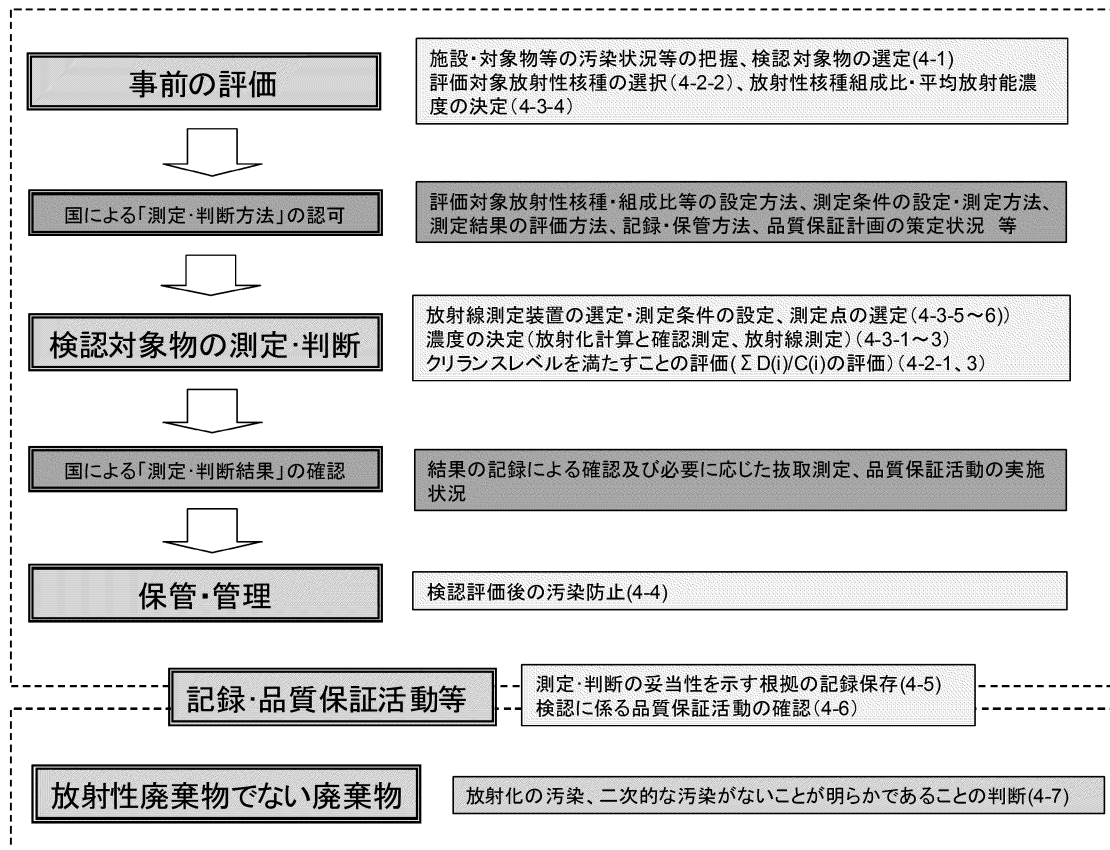 事前の評価
施設・対象物等の汚染状況等の把握、検認対象物の選定(4-1)
評価対象放射性核種の選択(4-2-2)、放射性核種組成比・平均放射能濃
度の決定(4-3-4)
国による「測定・判断方法」の認可
評価対象放射性核種・組成比等の設定方法、測定条件の設定・測定方法、
測定結果の評価方法、記録・保管方法、品質保証計画の策定状況 等
検認対象物の測定・判断
放射線測定装置の選定・測定条件の設定、測定点の選定(4-3-5～6))
濃度の決定(放射化計算と確認測定、放射線測定)(4-3-1～3)
クリランスレベルを満たすことの評価(ΣD(i)/C(i)の評価)(4-2-1、3)
国による「測定・判断結果」の確認
結果の記録による確認及び必要に応じた抜取測定、品質保証活動の実施
状況
保管・管理
検認評価後の汚染防止(4-4)
記録・品質保証活動等
測定・判断の妥当性を示す根拠の記録保存(4-5)
検認に係る品質保証活動の確認(4-6)
放射性廃棄物でない廃棄物
放射化の汚染、二次的な汚染がないことが明らかであることの判断(4-7)